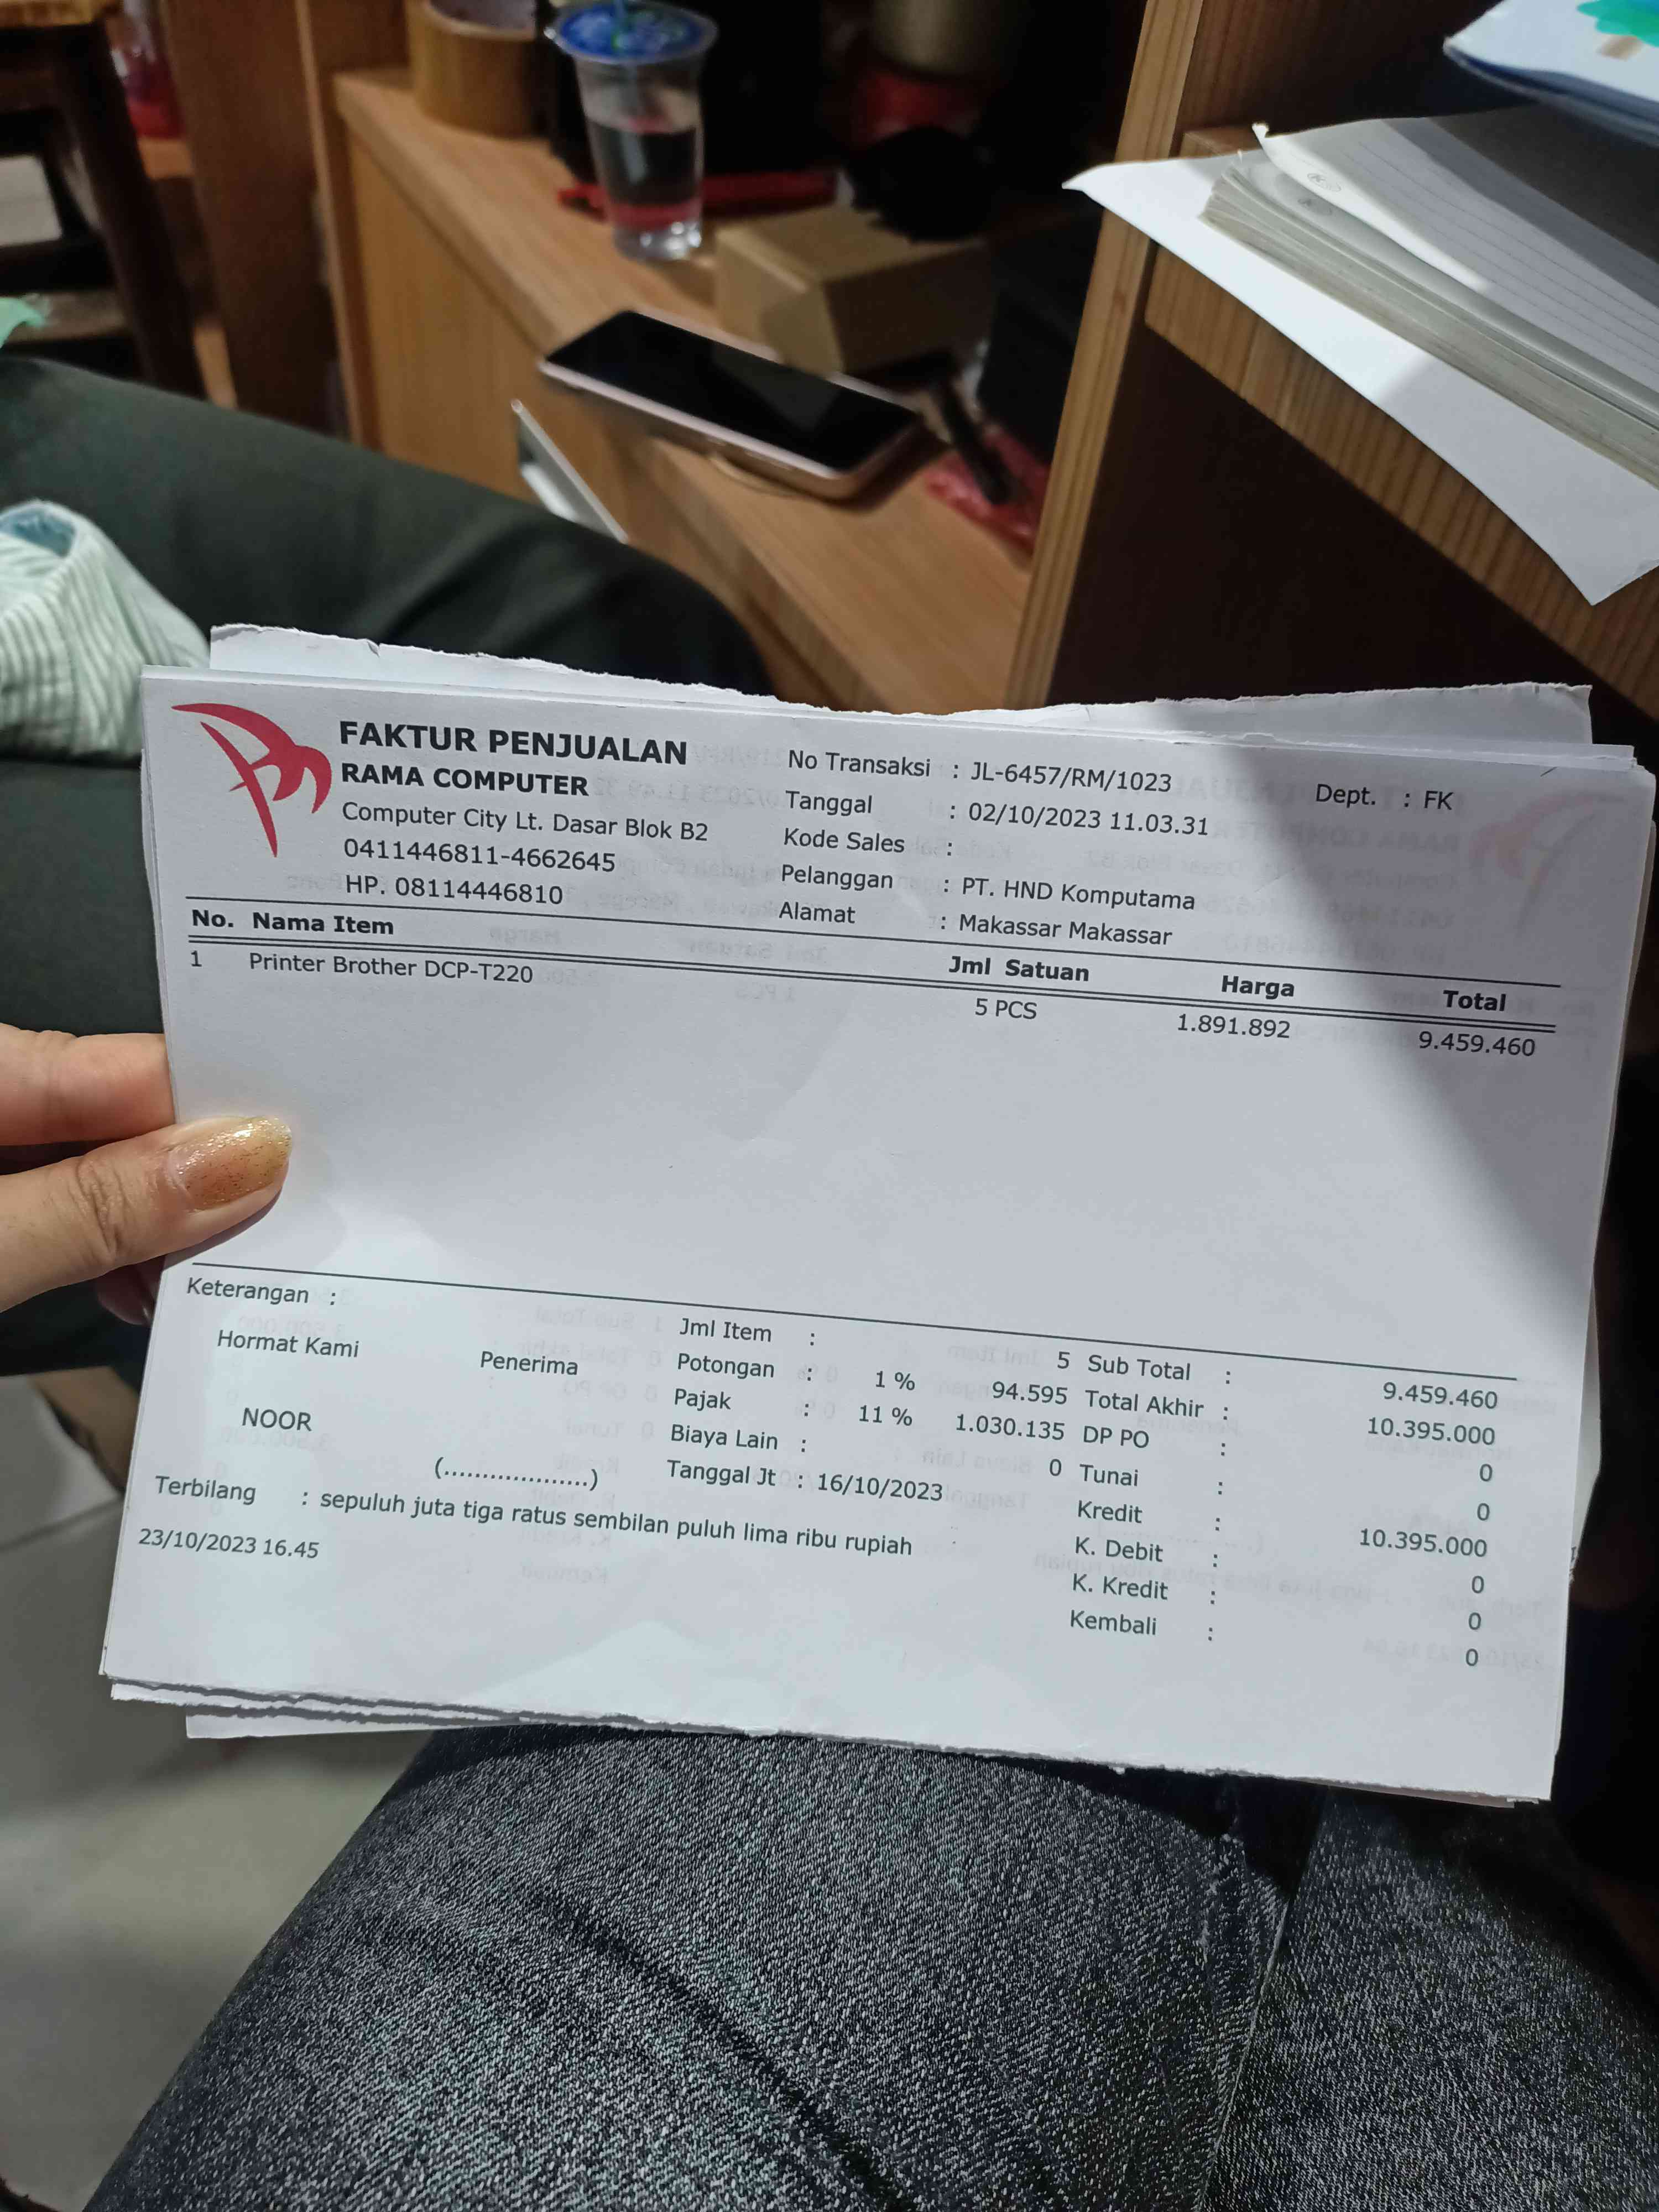 FAKTUR PENJUALAN
RAMA COMPUTER
Computer City Lt. Dasar Blok B2
0411446811-4662645
HP. 08114446810
No Transaksi : JL-6457/RM/1023
Dept. : FK
Tanggal : 02/10/2023 11.03.31
Kode Sales :
Pelanggan : PT. HND Komputama
Alamat : Makassar Makassar
No. Nama Item Jml Satuan Harga Total
1 Printer Brother DCP-T220 5 PCS 1.891.892 9.459.460
Keterangan :
Hormat Kami
Penerima
NOOR
(...................)
Jml Item : 5
Potongan : 1 % 94.595
Pajak : 11 % 1.030.135
Biaya Lain : 0
Tanggal Jt : 16/10/2023
Sub Total : 9.459.460
Total Akhir : 10.395.000
DP PO : 0
Tunai : 0
Kredit : 10.395.000
K. Debit : 0
K. Kredit : 0
Kembali : 0
Terbilang : sepuluh juta tiga ratus sembilan puluh lima ribu rupiah
23/10/2023 16.45